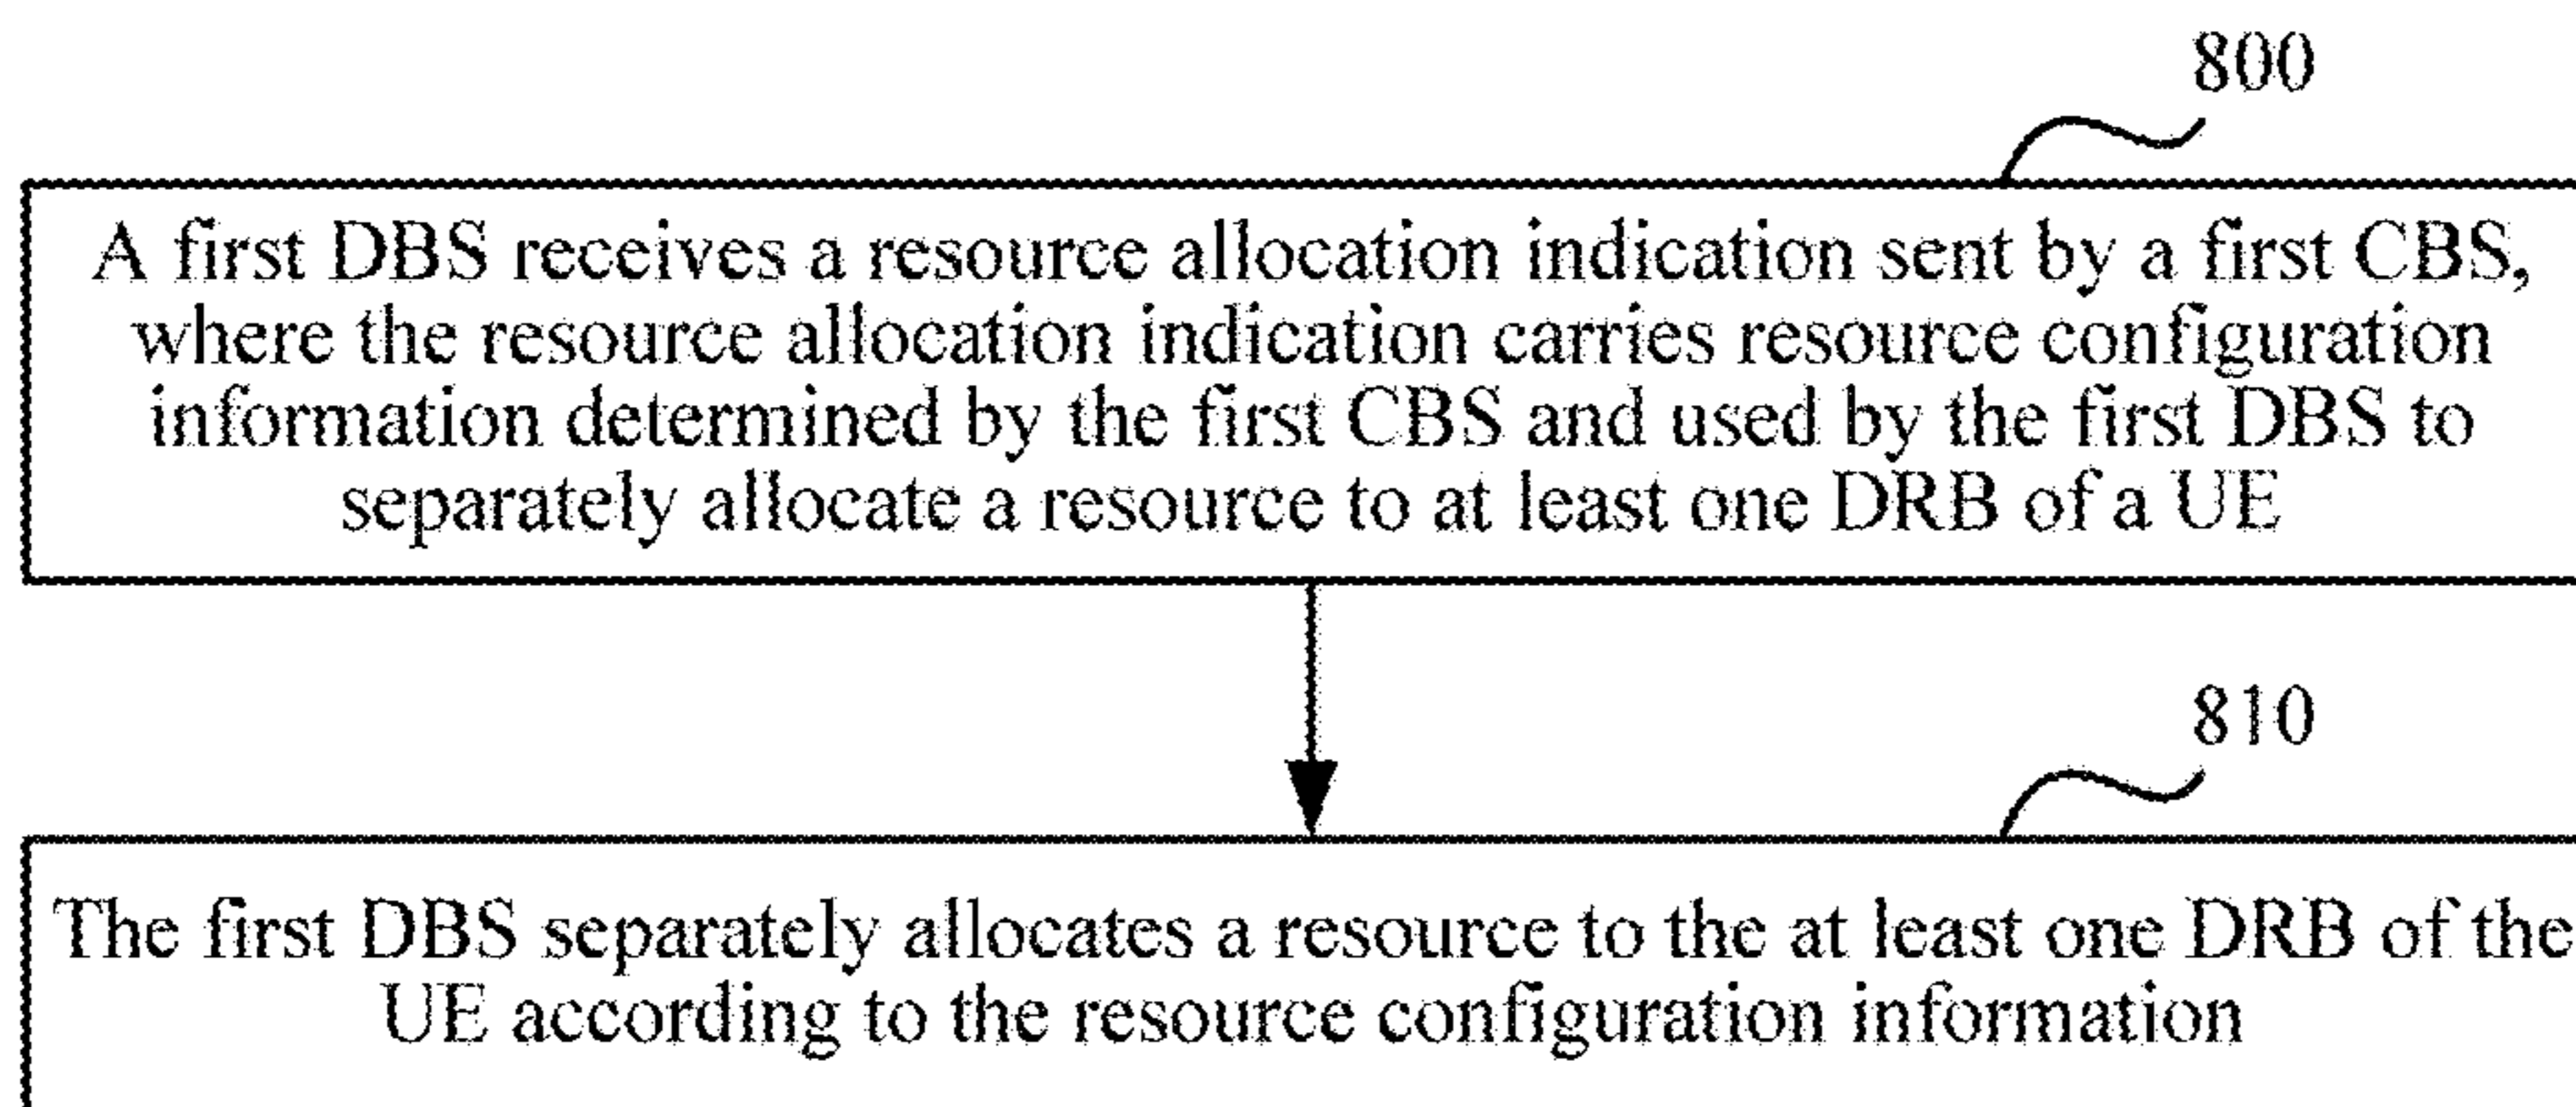 800
A first DBS receives a resource allocation indication sent by a first CBS,
where the resource allocation indication carries resource configuration
information determined by the first CBS and used by the first DBS to
separately allocate a resource to at least one DRB of a UE
810
The first DBS separately allocates a resource to the at least one DRB of the
UE according to the resource configuration information